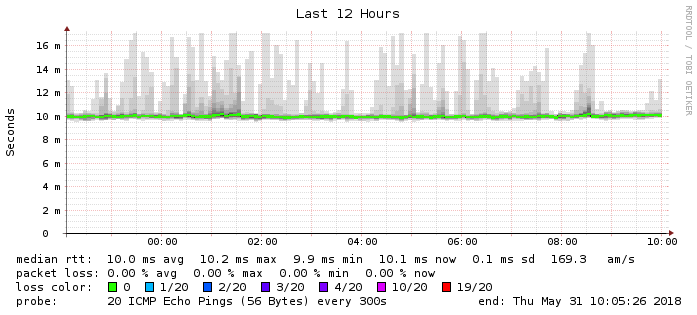 Last 12 Hours
RRDTOOL / TOBI OETIKER
Seconds
16 m
14 m
12 m
10 m
8 m
6 m
4 m
2 m
0
00:00 02:00 04:00 06:00 08:00 10:00
median rtt: 10.0 ms avg 10.2 ms max 9.9 ms min 10.1 ms now 0.1 ms sd 169.3 am/s
packet loss: 0.00 % avg 0.00 % max 0.00 % min 0.00 % now
loss color: 0 1/20 2/20 3/20 4/20 10/20 19/20
probe: 20 ICMP Echo Pings (56 Bytes) every 300s end: Thu May 31 10:05:26 2018